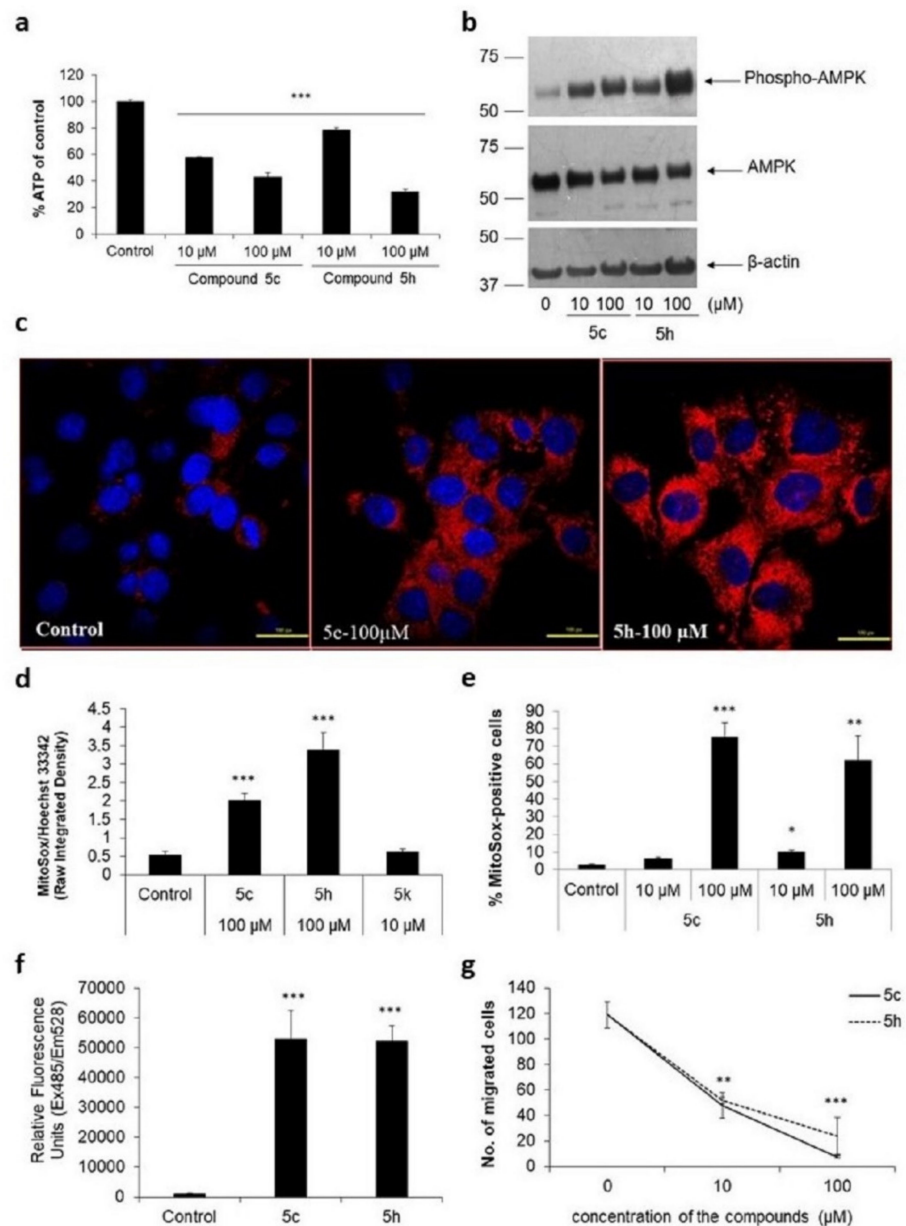 a
% ATP of control
120
100
80
60
40
20
0
***
Control
10 µM
100 µM
10 µM
100 µM
Compound 5c
Compound 5h
b
75
50
Phospho-AMPK
75
50
AMPK
50
37
β-actin
0 10 100 10 100 (µM)
5c 5h
c
Control
5c-100µM
5h-100 µM
d
MitoSox/Hoechst 33342
(Raw Integrated Density)
4.5
4
3.5
3
2.5
2
1.5
1
0.5
0
***
***
Control
5c
5h
5k
100 µM
100 µM
10 µM
e
% MitoSox-positive cells
90
80
70
60
50
40
30
20
10
0
***
*
**
Control
10 µM
100 µM
10 µM
100 µM
5c
5h
f
Relative Fluorescence
Units (Ex485/Em528)
70000
60000
50000
40000
30000
20000
10000
0
***
***
Control
5c
5h
g
No. of migrated cells
140
120
100
80
60
40
20
0
5c
5h
**
***
0
10
100
concentration of the compounds (µM)